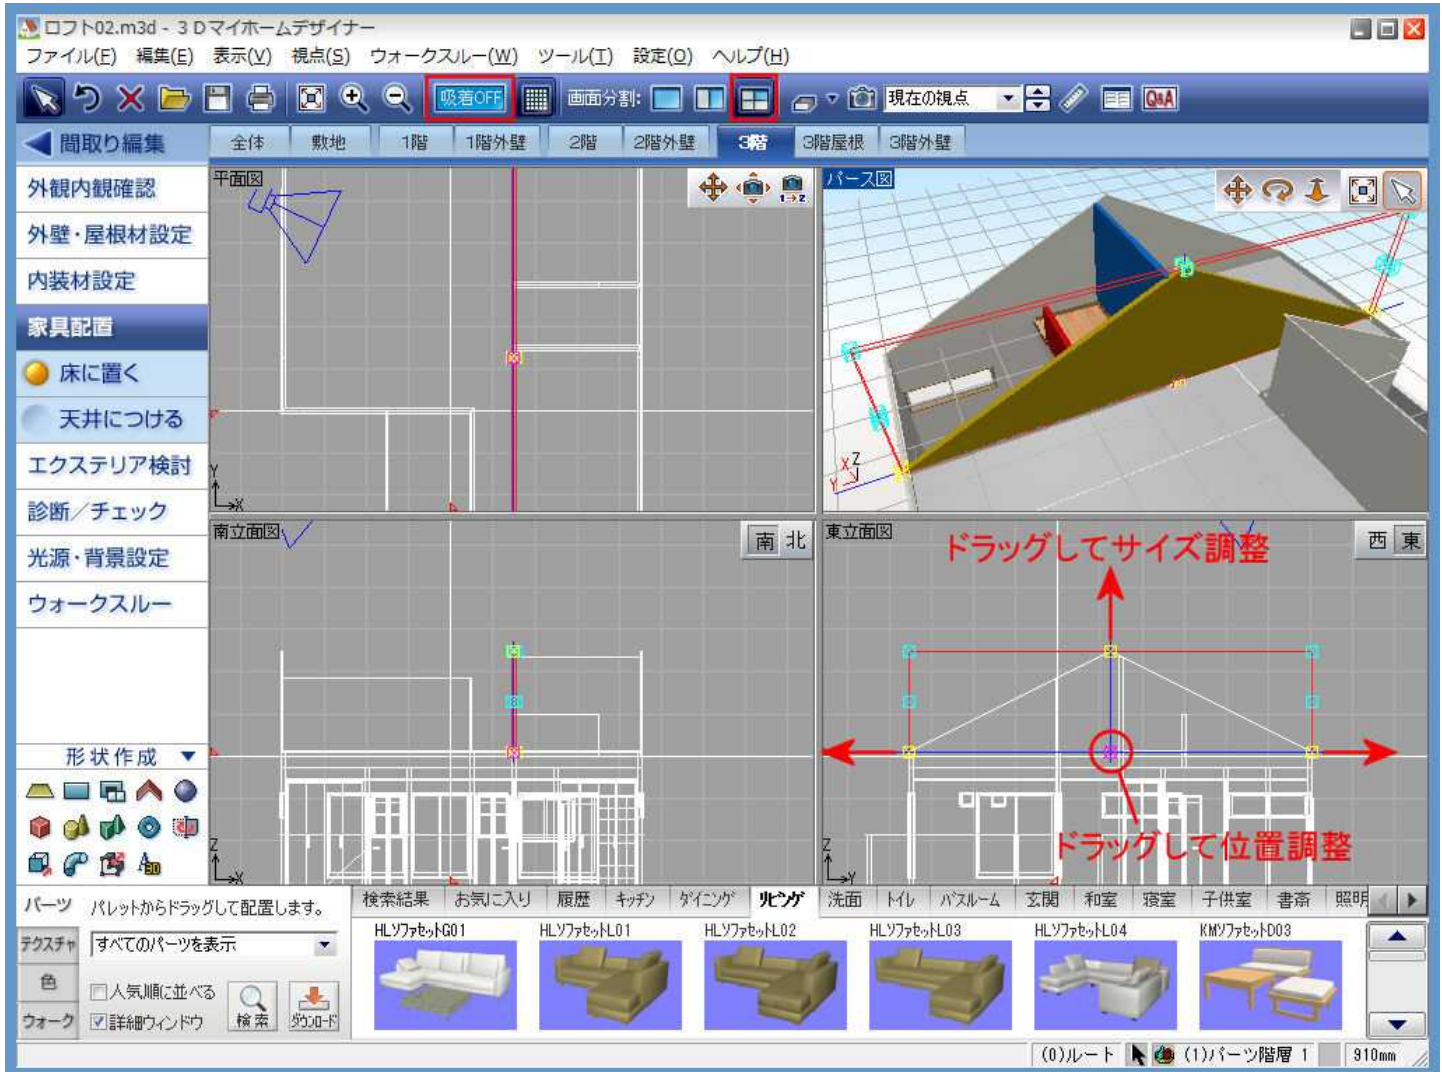 ロフト02.m3d - 3Dマイホームデザイナー
ファイル(F) 編集(E) 表示(V) 視点(S) ウォークスルー(W) ツール(T) 設定(O) ヘルプ(H)
吸着OFF 画面分割: 現在の視点 Q&A
間取り編集 全体 敷地 1階 1階外壁 2階 2階外壁 3階 3階屋根 3階外壁
外観内観確認
外壁・屋根材設定
内装材設定
家具配置
床に置く
天井につける
エクステリア検討
診断/チェック
光源・背景設定
ウォークスルー
平面図
1→2
Y
X
パース図
X Z
Y
南立面図
南 北
Z
X
東立面図
西 東
ドラッグしてサイズ調整
ドラッグして位置調整
Z
Y
形状作成
3D
パーツ パレットからドラッグして配置します。
テクスチャ すべてのパーツを表示
色 人気順に並べる
ウォーク 詳細ウィンドウ 検索 ダウンロード
検索結果 お気に入り 履歴 キッチン ダイニング リビング 洗面 トイレ バスルーム 玄関 和室 寝室 子供室 書斎 照明
HLソファセットG01 HLソファセットL01 HLソファセットL02 HLソファセットL03 HLソファセットL04 KMソファセットD03
(0)ルート (1)パーツ階層 1 910mm